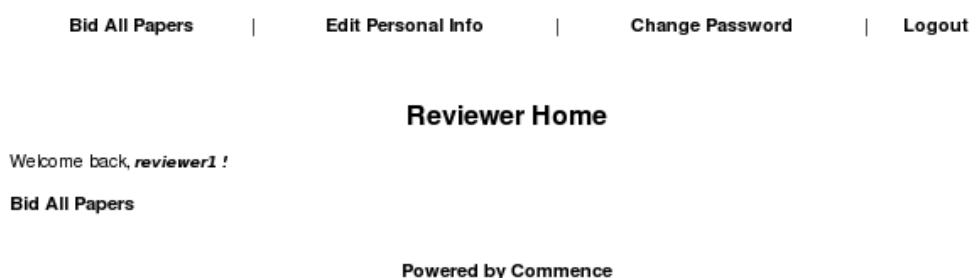 Bid All Papers | Edit Personal Info | Change Password | Logout
Reviewer Home
Welcome back, reviewer1 !
Bid All Papers
Powered by Commence